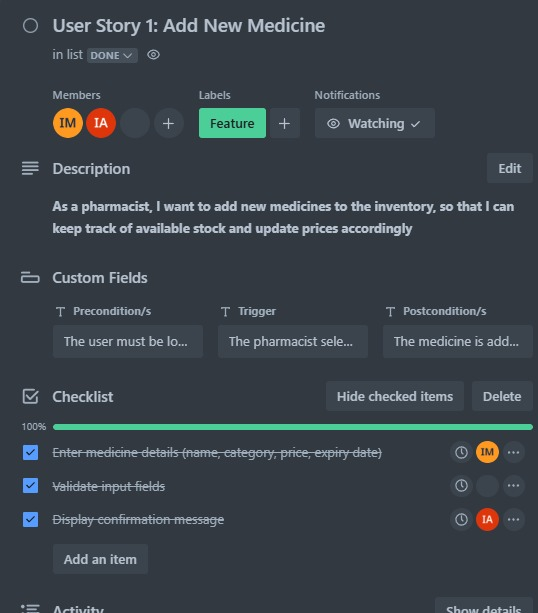 User Story 1: Add New Medicine
in list DONE
Members
Labels
Notifications
IM IA + Feature + Watching
Description
Edit
As a pharmacist, I want to add new medicines to the inventory, so that I can
keep track of available stock and update prices accordingly
Custom Fields
T Precondition/s
T Trigger
T Postcondition/s
The user must be lo...
The pharmacist sele...
The medicine is add...
Checklist
Hide checked items
Delete
100%
Enter medicine details (name, category, price, expiry date)
IM
Validate input fields
Display confirmation message
IA
Add an item
Activity
Show details